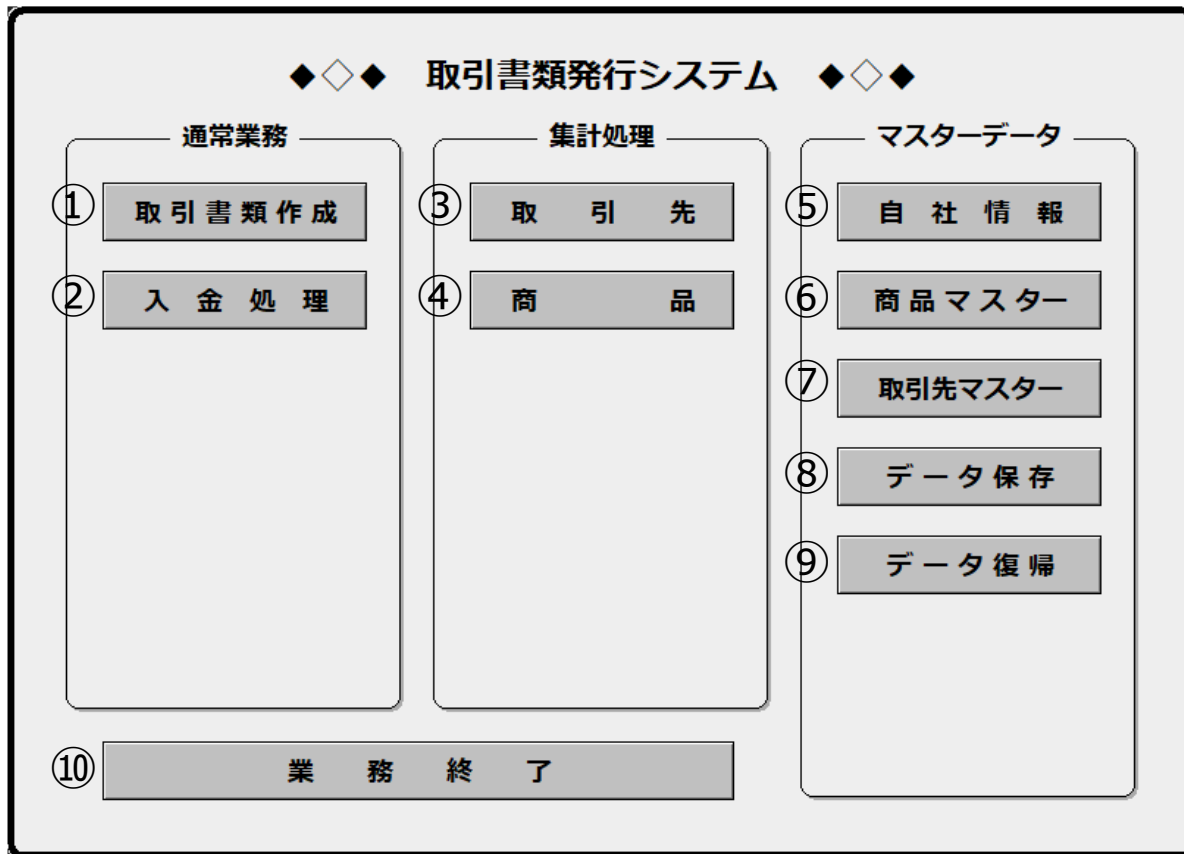 ◆◇◆ 取引書類発行システム ◆◇◆
通常業務
① 取引書類作成
② 入金処理
集計処理
③ 取引先
④ 商品
マスターデータ
⑤ 自社情報
⑥ 商品マスター
⑦ 取引先マスター
⑧ データ保存
⑨ データ復帰
⑩ 業務終了